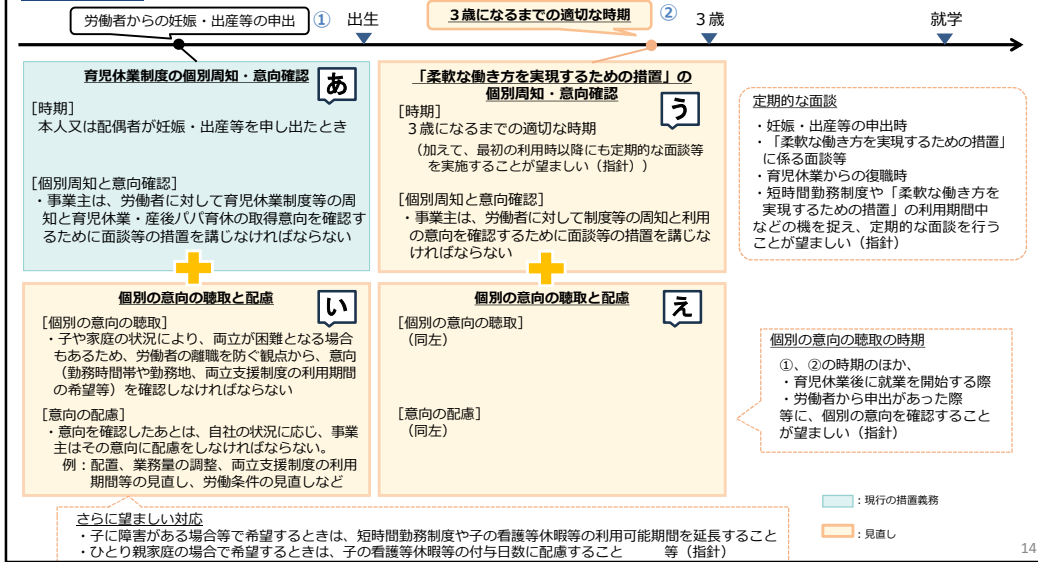 労働者からの妊娠・出産等の申出
①
出生
3歳になるまでの適切な時期
②
3歳
就学
育児休業制度の個別周知・意向確認
あ
[時期]
本人又は配偶者が妊娠・出産等を申し出たとき
[個別周知と意向確認]
・事業主は、労働者に対して育児休業制度等の周
知と育児休業・産後パパ育休の取得意向を確認す
るために面談等の措置を講じなければならない
「柔軟な働き方を実現するための措置」の
個別周知・意向確認
う
[時期]
3歳になるまでの適切な時期
(加えて、最初の利用時以降にも定期的な面談等
を実施することが望ましい(指針))
[個別周知と意向確認]
・事業主は、労働者に対して制度等の周知と利用
の意向を確認するために面談等の措置を講じな
ければならない
定期的な面談
・妊娠・出産等の申出時
・「柔軟な働き方を実現するための措置」
に係る面談等
・育児休業からの復職時
・短時間勤務制度や「柔軟な働き方を
実現するための措置」の利用期間中
などの機を捉え、定期的な面談を行う
ことが望ましい(指針)
個別の意向の聴取と配慮
い
[個別の意向の聴取]
・子や家庭の状況により、両立が困難となる場合
もあるため、労働者の離職を防ぐ観点から、意向
(勤務時間帯や勤務地、両立支援制度の利用期間
の希望等)を確認しなければならない
[意向の配慮]
・意向を確認したあとは、自社の状況に応じ、事業
主はその意向に配慮をしなければならない。
例:配置、業務量の調整、両立支援制度の利用
期間等の見直し、労働条件の見直しなど
個別の意向の聴取と配慮
え
[個別の意向の聴取]
(同左)
[意向の配慮]
(同左)
個別の意向の聴取の時期
①、②の時期のほか、
・育児休業後に就業を開始する際
・労働者から申出があった際
等に、個別の意向を確認すること
が望ましい(指針)
:現行の措置義務
:見直し
さらに望ましい対応
・子に障害がある場合等で希望するときは、短時間勤務制度や子の看護等休暇等の利用可能期間を延長すること
・ひとり親家庭の場合で希望するときは、子の看護等休暇等の付与日数に配慮すること 等(指針)
14